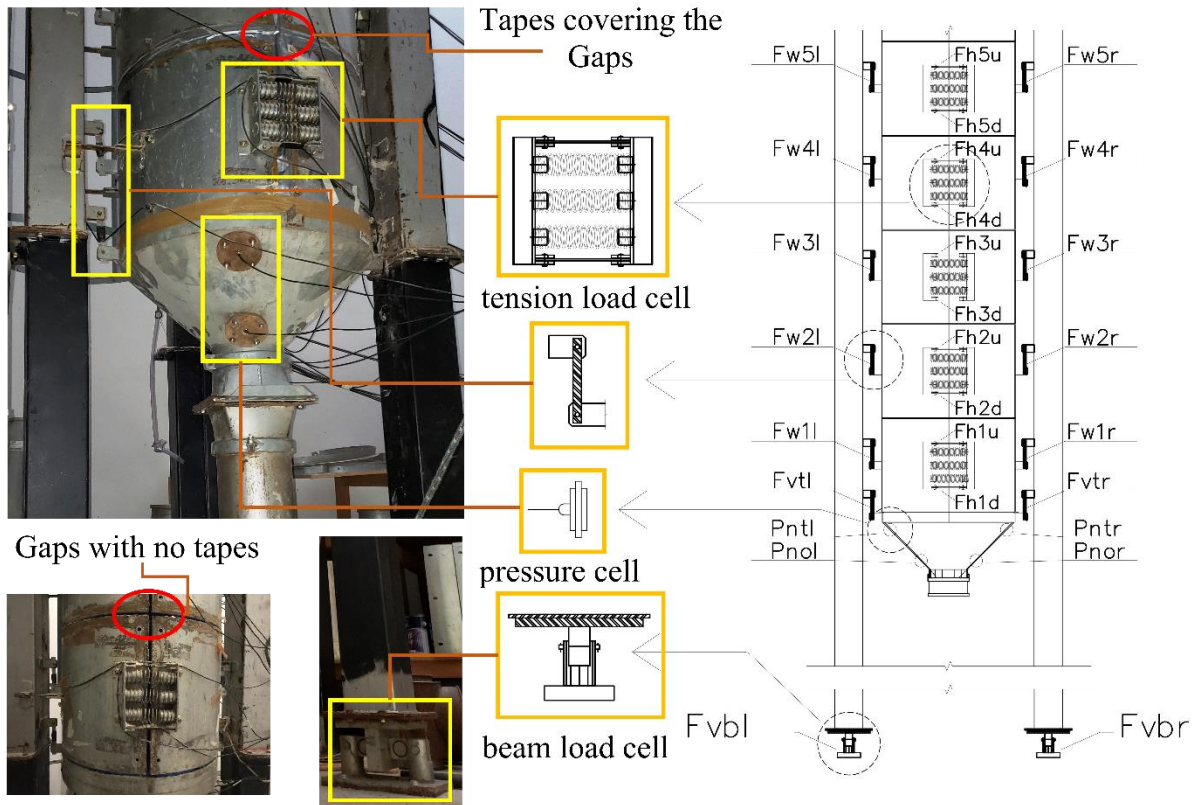 Tapes covering the
Gaps
tension load cell
pressure cell
beam load cell
Gaps with no tapes
Fw5l
Fh5u
Fw5r
Fh5d
Fw4l
Fh4u
Fw4r
Fh4d
Fw3l
Fh3u
Fw3r
Fh3d
Fw2l
Fh2u
Fw2r
Fh2d
Fw1l
Fh1u
Fw1r
Fvtl
Fh1d
Fvtr
Pntl
Pntr
Pnol
Pnor
Fvbl
Fvbr